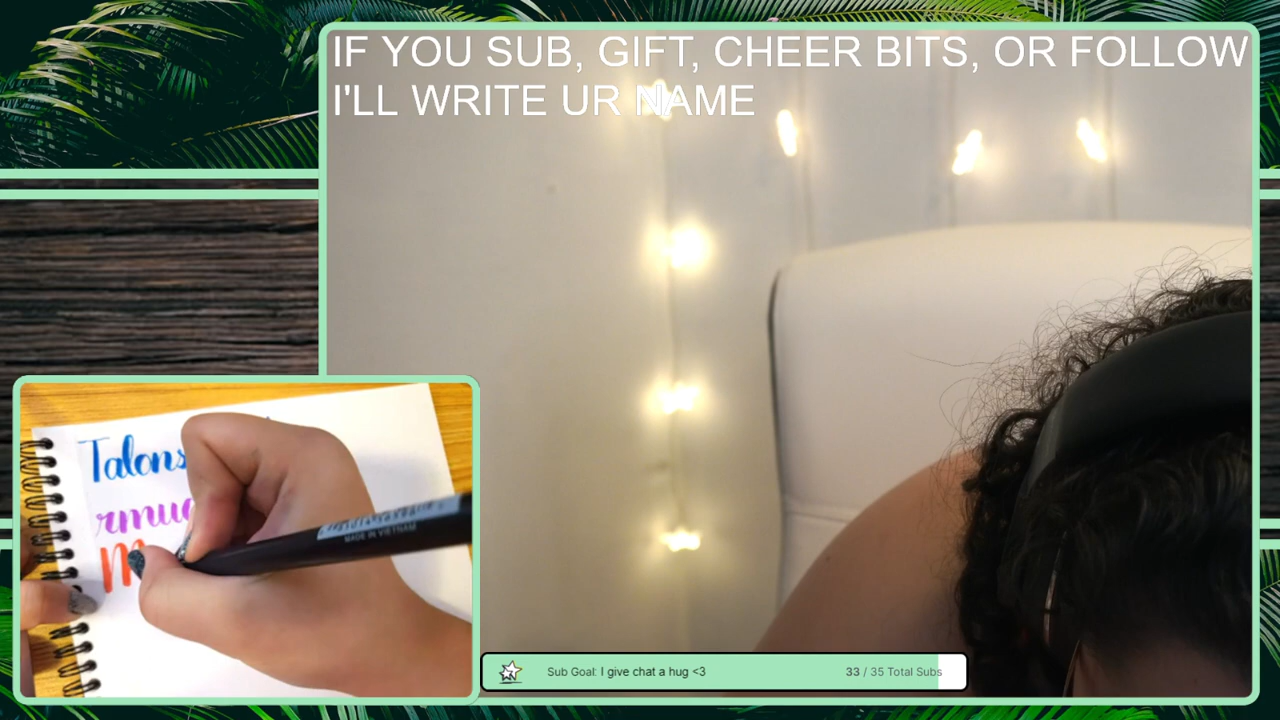 IF YOU SUB, GIFT, CHEER BITS, OR FOLLOW
I'LL WRITE UR NAME
Talons
rmuc
M
MADE IN VIETNAM
Sub Goal: I give chat a hug <3
33 / 35 Total Subs